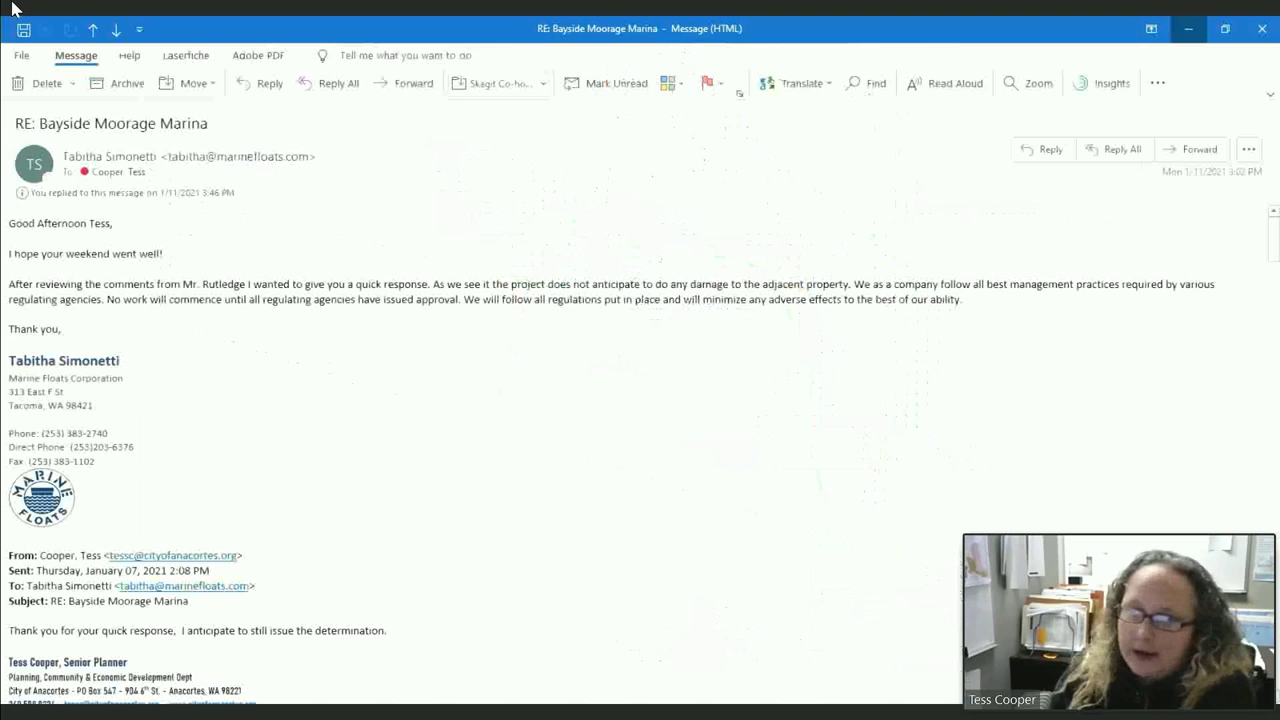 RE: Bayside Moorage Marina - Message (HTML)
File Message Help Laserfiche Adobe PDF Tell me what you want to do
Delete Archive Move Reply Reply All Forward Skagit Co-ho... Mark Unread Translate Find Read Aloud Zoom Insights ...
RE: Bayside Moorage Marina
TS
Tabitha Simonetti <tabitha@marinefloats.com>
To Cooper, Tess
Reply Reply All Forward ...
Mon 1/11/2021 3:02 PM
You replied to this message on 1/11/2021 3:46 PM.
Good Afternoon Tess,
I hope your weekend went well!
After reviewing the comments from Mr. Rutledge I wanted to give you a quick response. As we see it the project does not anticipate to do any damage to the adjacent property. We as a company follow all best management practices required by various
regulating agencies. No work will commence until all regulating agencies have issued approval. We will follow all regulations put in place and will minimize any adverse effects to the best of our ability.
Thank you,
Tabitha Simonetti
Marine Floats Corporation
313 East F St
Tacoma, WA 98421
Phone: (253) 383-2740
Direct Phone: (253)203-6376
Fax: (253) 383-1102
MARINE
FLOATS
From: Cooper, Tess <tessc@cityofanacortes.org>
Sent: Thursday, January 07, 2021 2:08 PM
To: Tabitha Simonetti <tabitha@marinefloats.com>
Subject: RE: Bayside Moorage Marina
Thank you for your quick response, I anticipate to still issue the determination.
Tess Cooper, Senior Planner
Planning, Community & Economic Development Dept
City of Anacortes - PO Box 547 - 904 6th St. - Anacortes, WA 98221
Tess Cooper